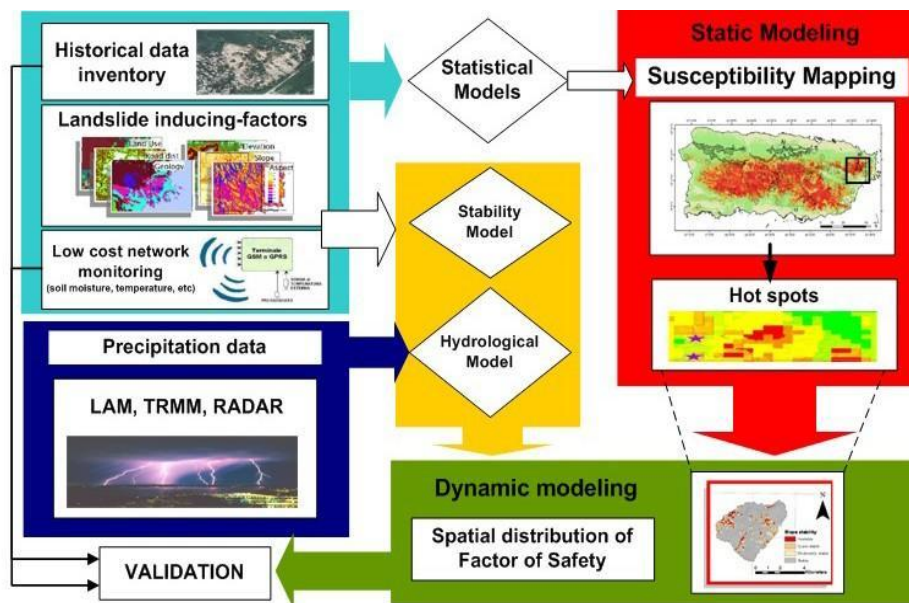 Historical data
inventory
Landslide inducing-factors
Land Use
Geology
Elevation
Slope
Aspect
Low cost network
monitoring
(soil moisture, temperature, etc)
Terminale
GSM o GPRS
Precipitation data
LAM, TRMM, RADAR
VALIDATION
Statistical
Models
Stability
Model
Hydrological
Model
Static Modeling
Susceptibility Mapping
Hot spots
Dynamic modeling
Spatial distribution of
Factor of Safety